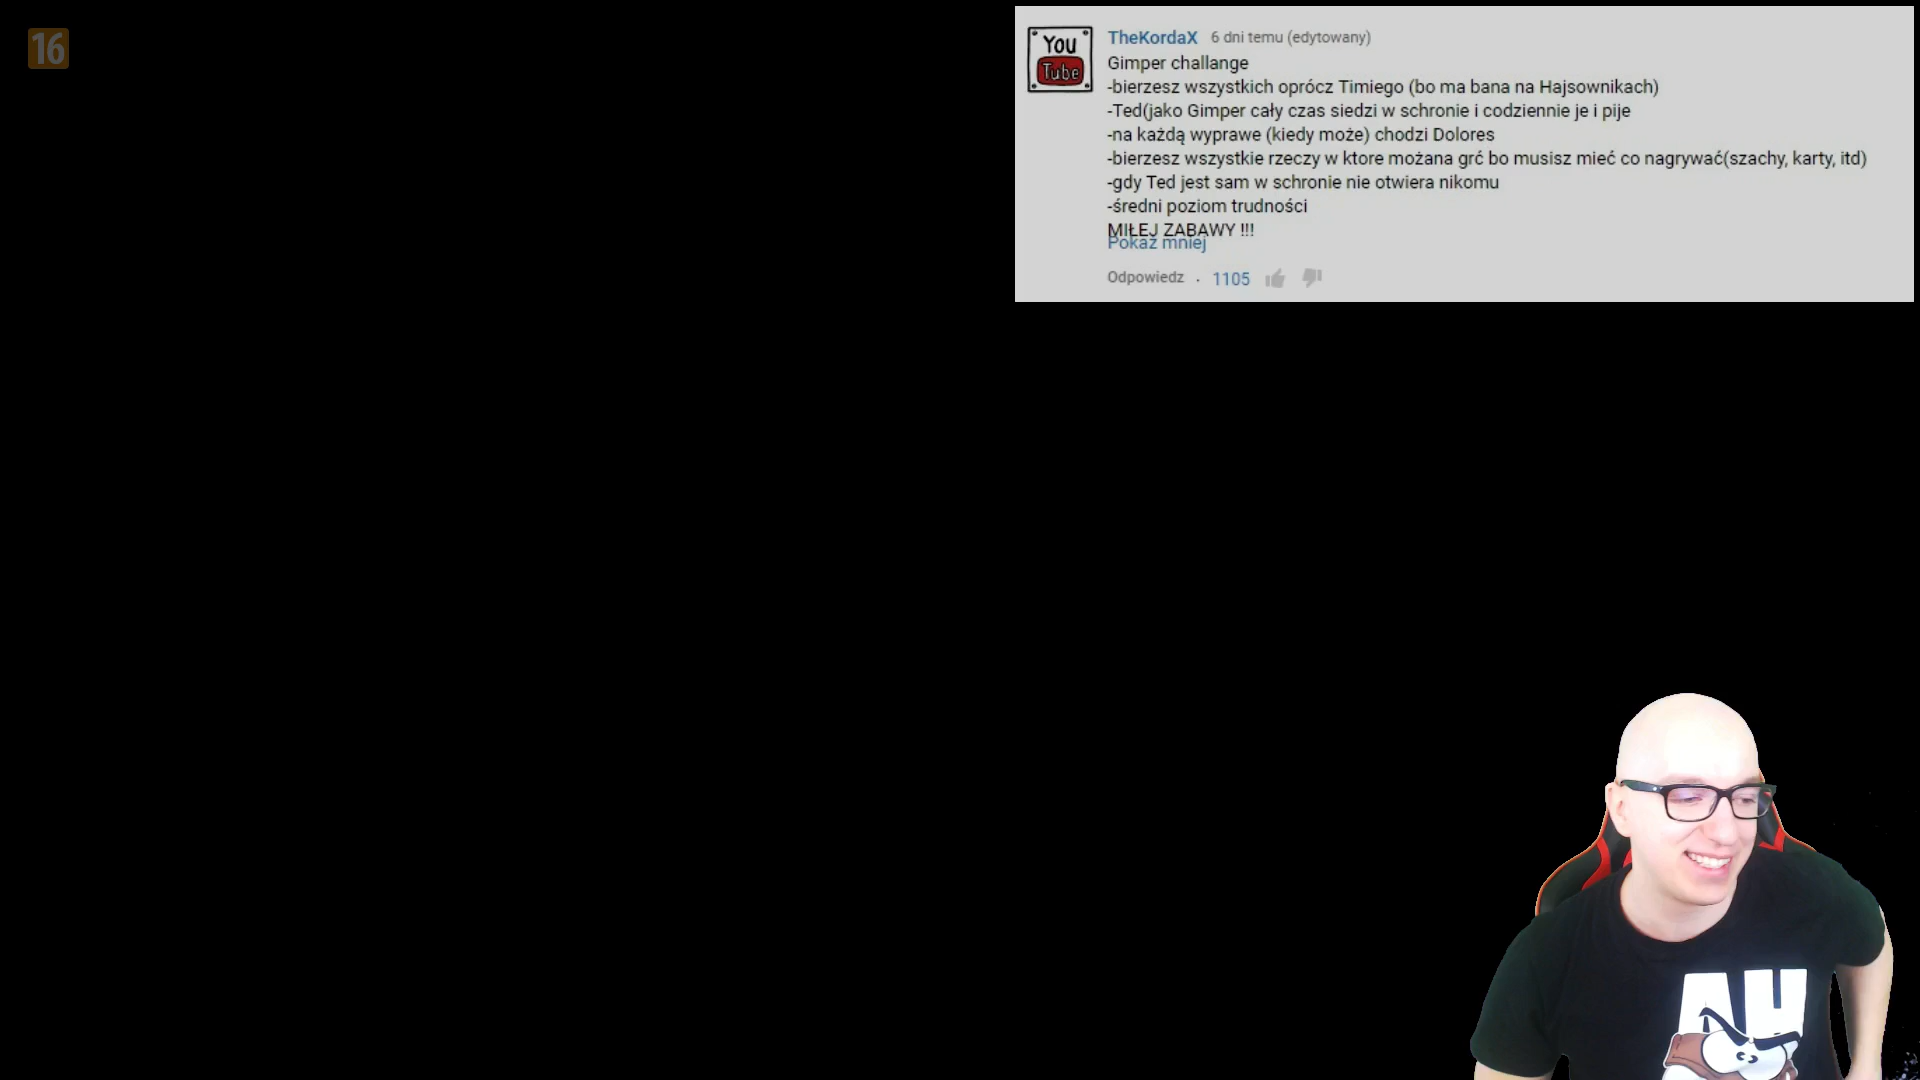 16
You
Tube
TheKordaX 6 dni temu (edytowany)
Gimper challange
-bierzesz wszystkich oprócz Timiego (bo ma bana na Hajsownikach)
-Ted(jako Gimper cały czas siedzi w schronie i codziennie je i pije
-na każdą wyprawe (kiedy może) chodzi Dolores
-bierzesz wszystkie rzeczy w ktore możana grć bo musisz mieć co nagrywać(szachy, karty, itd)
-gdy Ted jest sam w schronie nie otwiera nikomu
-średni poziom trudności
MIŁEJ ZABAWY !!!
Pokaż mniej
Odpowiedz · 1105